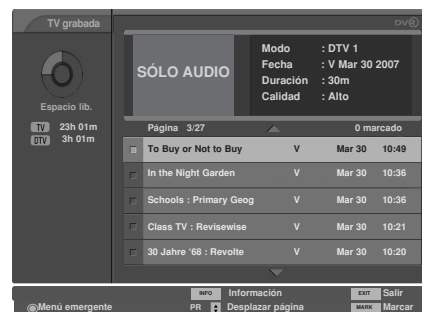 TV grabada
DVR
Espacio lib.
TV 23h 01m
DTV 3h 01m
SÓLO AUDIO
Modo : DTV 1
Fecha : V Mar 30 2007
Duración : 30m
Calidad : Alto
Página 3/27 0 marcado
To Buy or Not to Buy V Mar 30 10:49
In the Night Garden V Mar 30 10:36
Schools : Primary Geog V Mar 30 10:36
Class TV : Revisewise V Mar 30 10:21
30 Jahre ‘68 : Revolte V Mar 30 10:20
INFO Información EXIT Salir
Menú emergente PR Desplazar página MARK Marcar